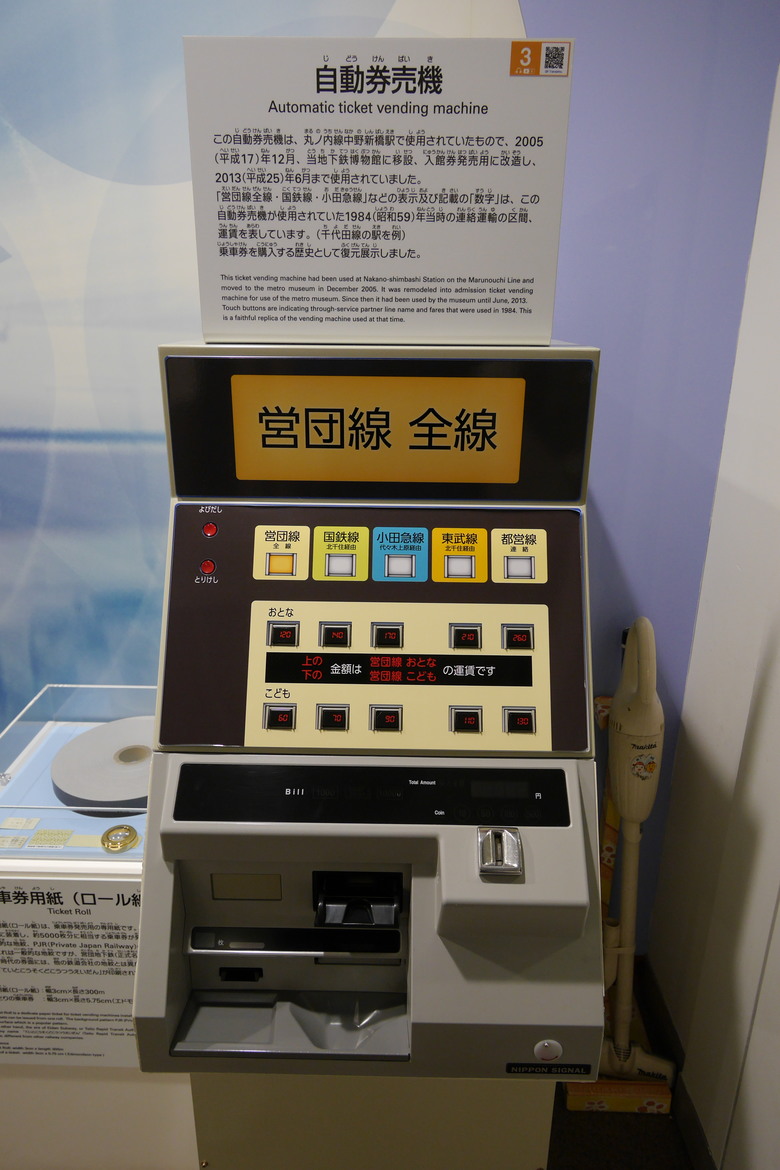 3
自動券売機
Automatic ticket vending machine
この自動券売機は、丸ノ内線中野新橋駅で使用されていたもので、2005
(平成17)年12月、当地下鉄博物館に移設、入館券発売用に改造し、
2013(平成25)年6月まで使用されていました。
「営団線全線・国鉄線・小田急線」などの表示及び記載の「数字」は、この
自動券売機が使用されていた1984(昭和59)年当時の連絡運輸の区間、
運賃を表しています。(千代田線の駅を例)
乗車券を購入する歴史として復元展示しました。
This ticket vending machine had been used at Nakano-shimbashi Station on the Marunouchi Line and
moved to the metro museum in December 2005. It was remodeled into admission ticket vending
machine for use of the metro museum. Since then it had been used by the museum until June, 2013.
Touch buttons are indicating through-service partner line name and fares that were used in 1984. This
is a faithful replica of the vending machine used at that time.
営団線 全線
よびだし
とりけし
営団線 全線
国鉄線 北千住経由
小田急線 代々木上原経由
東武線 北千住経由
都営線 連絡
おとな
120 140 170 210 260
上の 金額は 営団線 おとな の運賃です
下の 営団線 こども
こども
60 70 90 110 130
Bill
Total Amount
円
Coin
枚
NIPPON SIGNAL
Makita
Makita
車券用紙(ロール紙
Ticket Roll